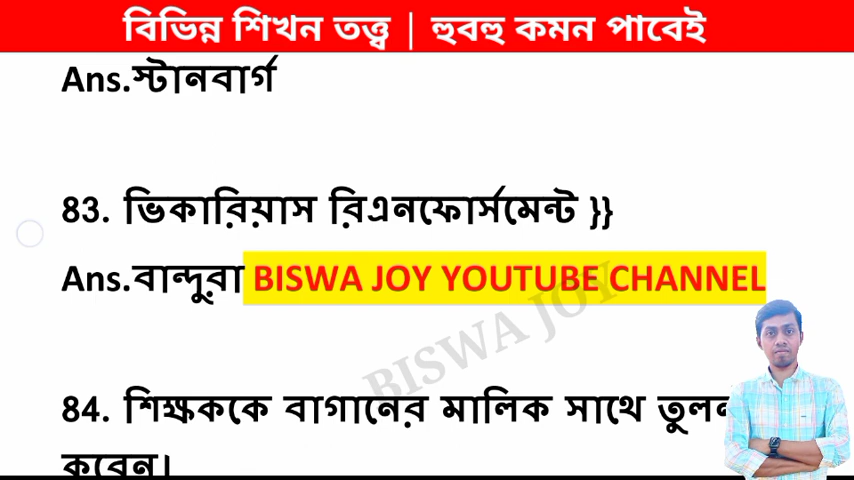 বিভিন্ন শিখন তত্ত্ব | হুবহু কমন পাবেই
Ans.স্টানবার্গ
83. ভিকারিয়াস রিএনফোর্সমেন্ট }}
Ans.বান্দুরা BISWA JOY YOUTUBE CHANNEL
BISWA JOY
84. শিক্ষককে বাগানের মালিক সাথে
করেন।